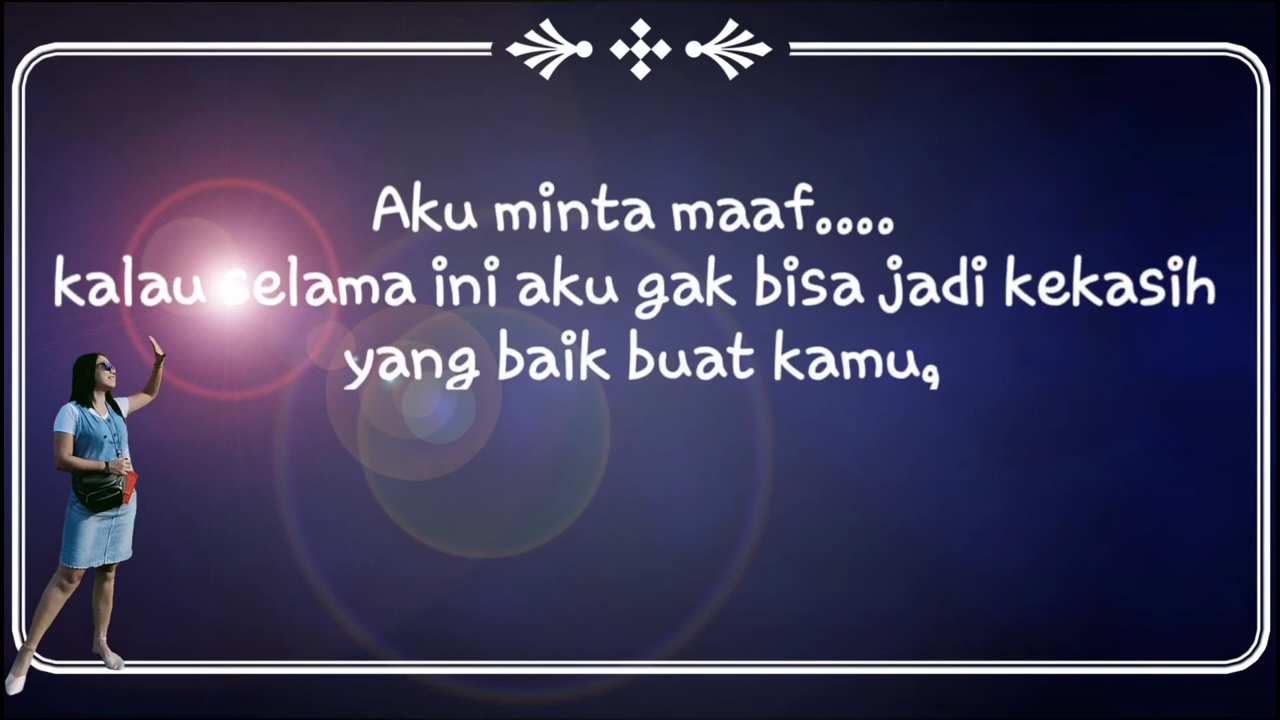 Aku minta maaf....
kalau selama ini aku gak bisa jadi kekasih
yang baik buat kamu,